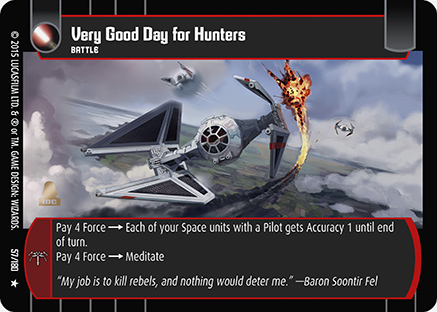 Very Good Day for Hunters
BATTLE
© 2015 LUCASFILM LTD. & ® or TM. GAME DESIGN: WIZARDS.
IDC
57/180
Pay 4 Force → Each of your Space units with a Pilot gets Accuracy 1 until end
of turn.
Pay 4 Force → Meditate
“My job is to kill rebels, and nothing would deter me.” —Baron Soontir Fel